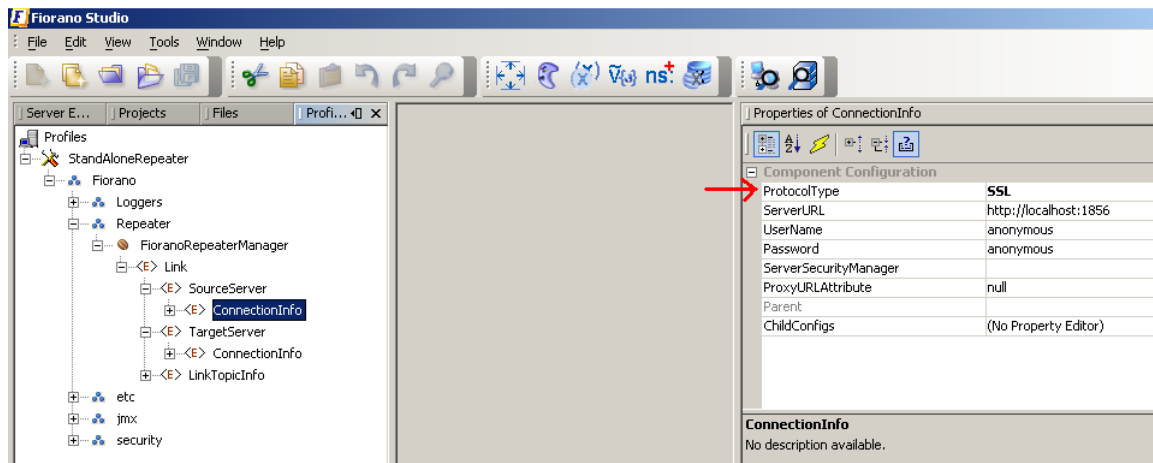 Fiorano Studio
File Edit View Tools Window Help
Server E... Projects Files Profi...
Profiles
StandAloneRepeater
Fiorano
Loggers
Repeater
FioranoRepeaterManager
<E> Link
<E> SourceServer
<E> ConnectionInfo
<E> TargetServer
<E> ConnectionInfo
<E> LinkTopicInfo
etc
jmx
security
Properties of ConnectionInfo
Component Configuration
ProtocolType SSL
ServerURL http://localhost:1856
UserName anonymous
Password anonymous
ServerSecurityManager
ProxyURLAttribute null
Parent
ChildConfigs (No Property Editor)
ConnectionInfo
No description available.